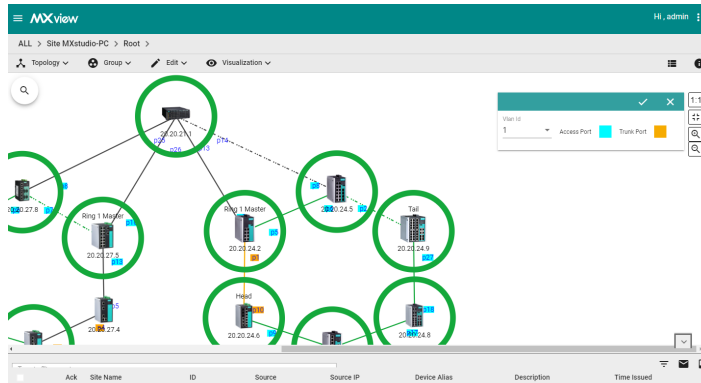 MXview
Hi , admin
ALL > Site MXstudio-PC > Root >
Topology
Group
Edit
Visualization
Vlan Id
1
Access Port
Trunk Port
1:1
20.20.21.1
p25
p26
p13
p14
p8
20.20.27.8
Ring 1 Master
20.20.27.5
p13
Ring 1 Master
p5
20.20.24.2
p1
20.20.24.5
p2
Tail
20.20.24.9
p27
p5
20.20.27.4
Head
p10
20.20.24.6
p18
20.20.24.8
Ack
Site Name
ID
Source
Source IP
Device Alias
Description
Time Issued